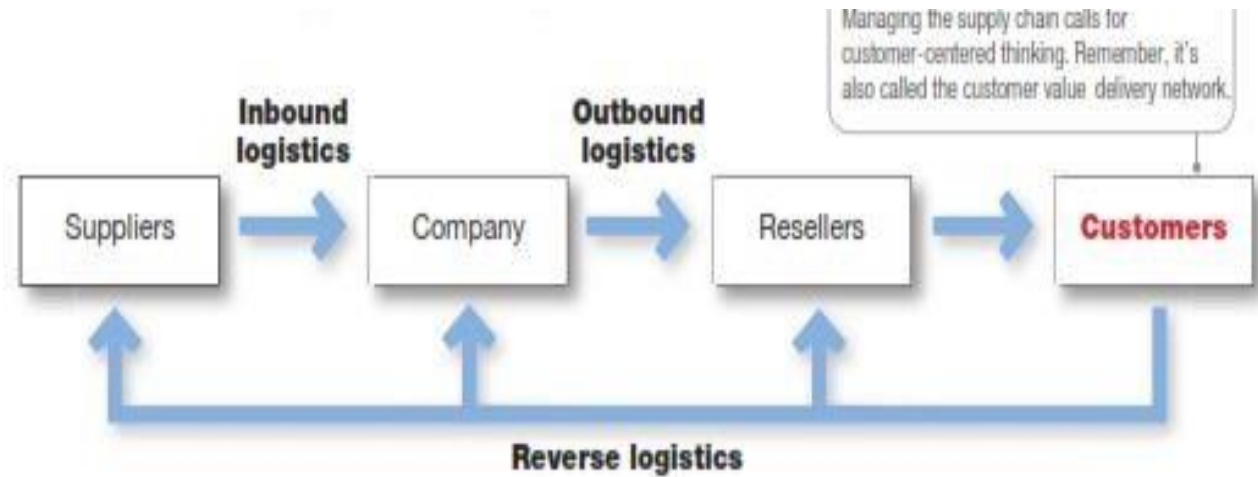 Managing the supply chain calls for
customer-centered thinking. Remember, it's
also called the customer value delivery network.
Inbound
logistics
Outbound
logistics
Suppliers
Company
Resellers
Customers
Reverse logistics